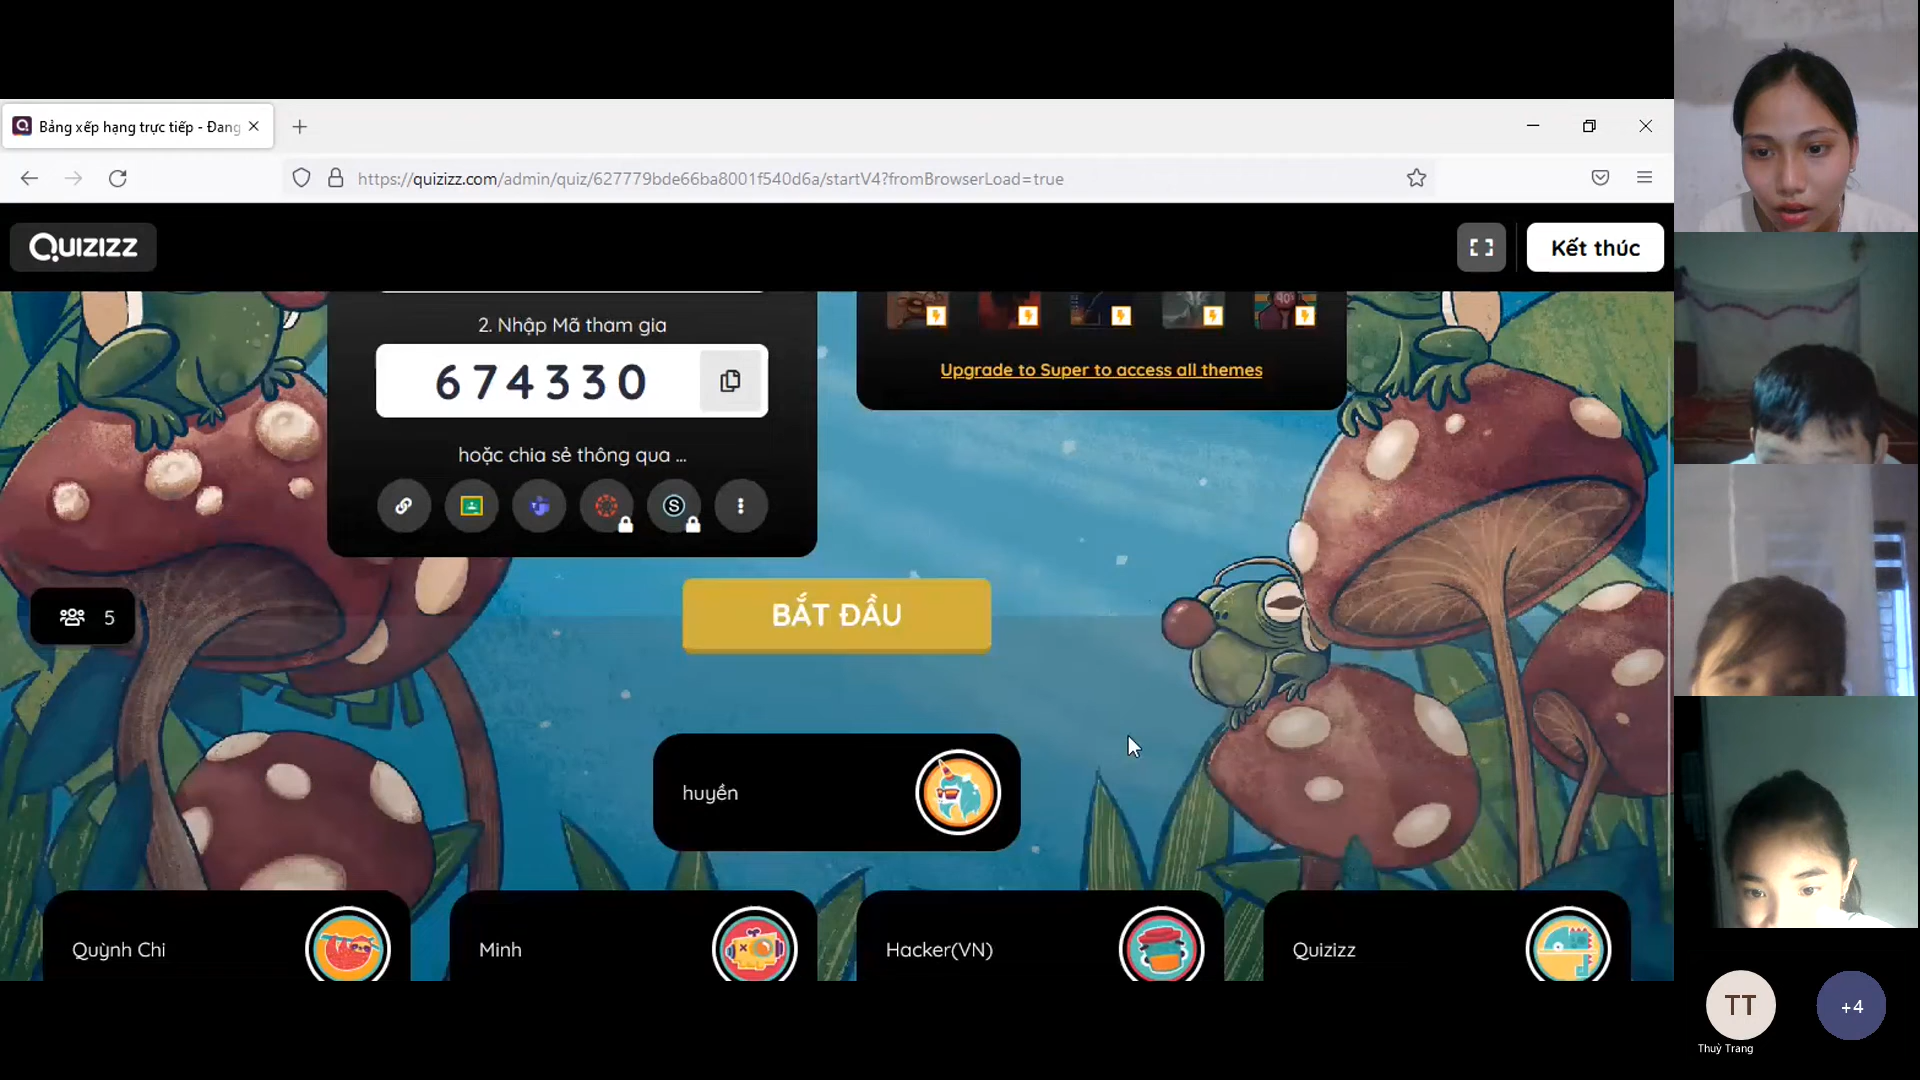 Bảng xếp hạng trực tiếp - Đang
https://quizizz.com/admin/quiz/627779bde66ba8001f540d6a/startV4?fromBrowserLoad=true
Quizizz
Kết thúc
2. Nhập Mã tham gia
674330
hoặc chia sẻ thông qua ...
Upgrade to Super to access all themes
5
BẮT ĐẦU
huyền
Quỳnh Chi
Minh
Hacker(VN)
Quizizz
TT
+4
Thuỳ Trang